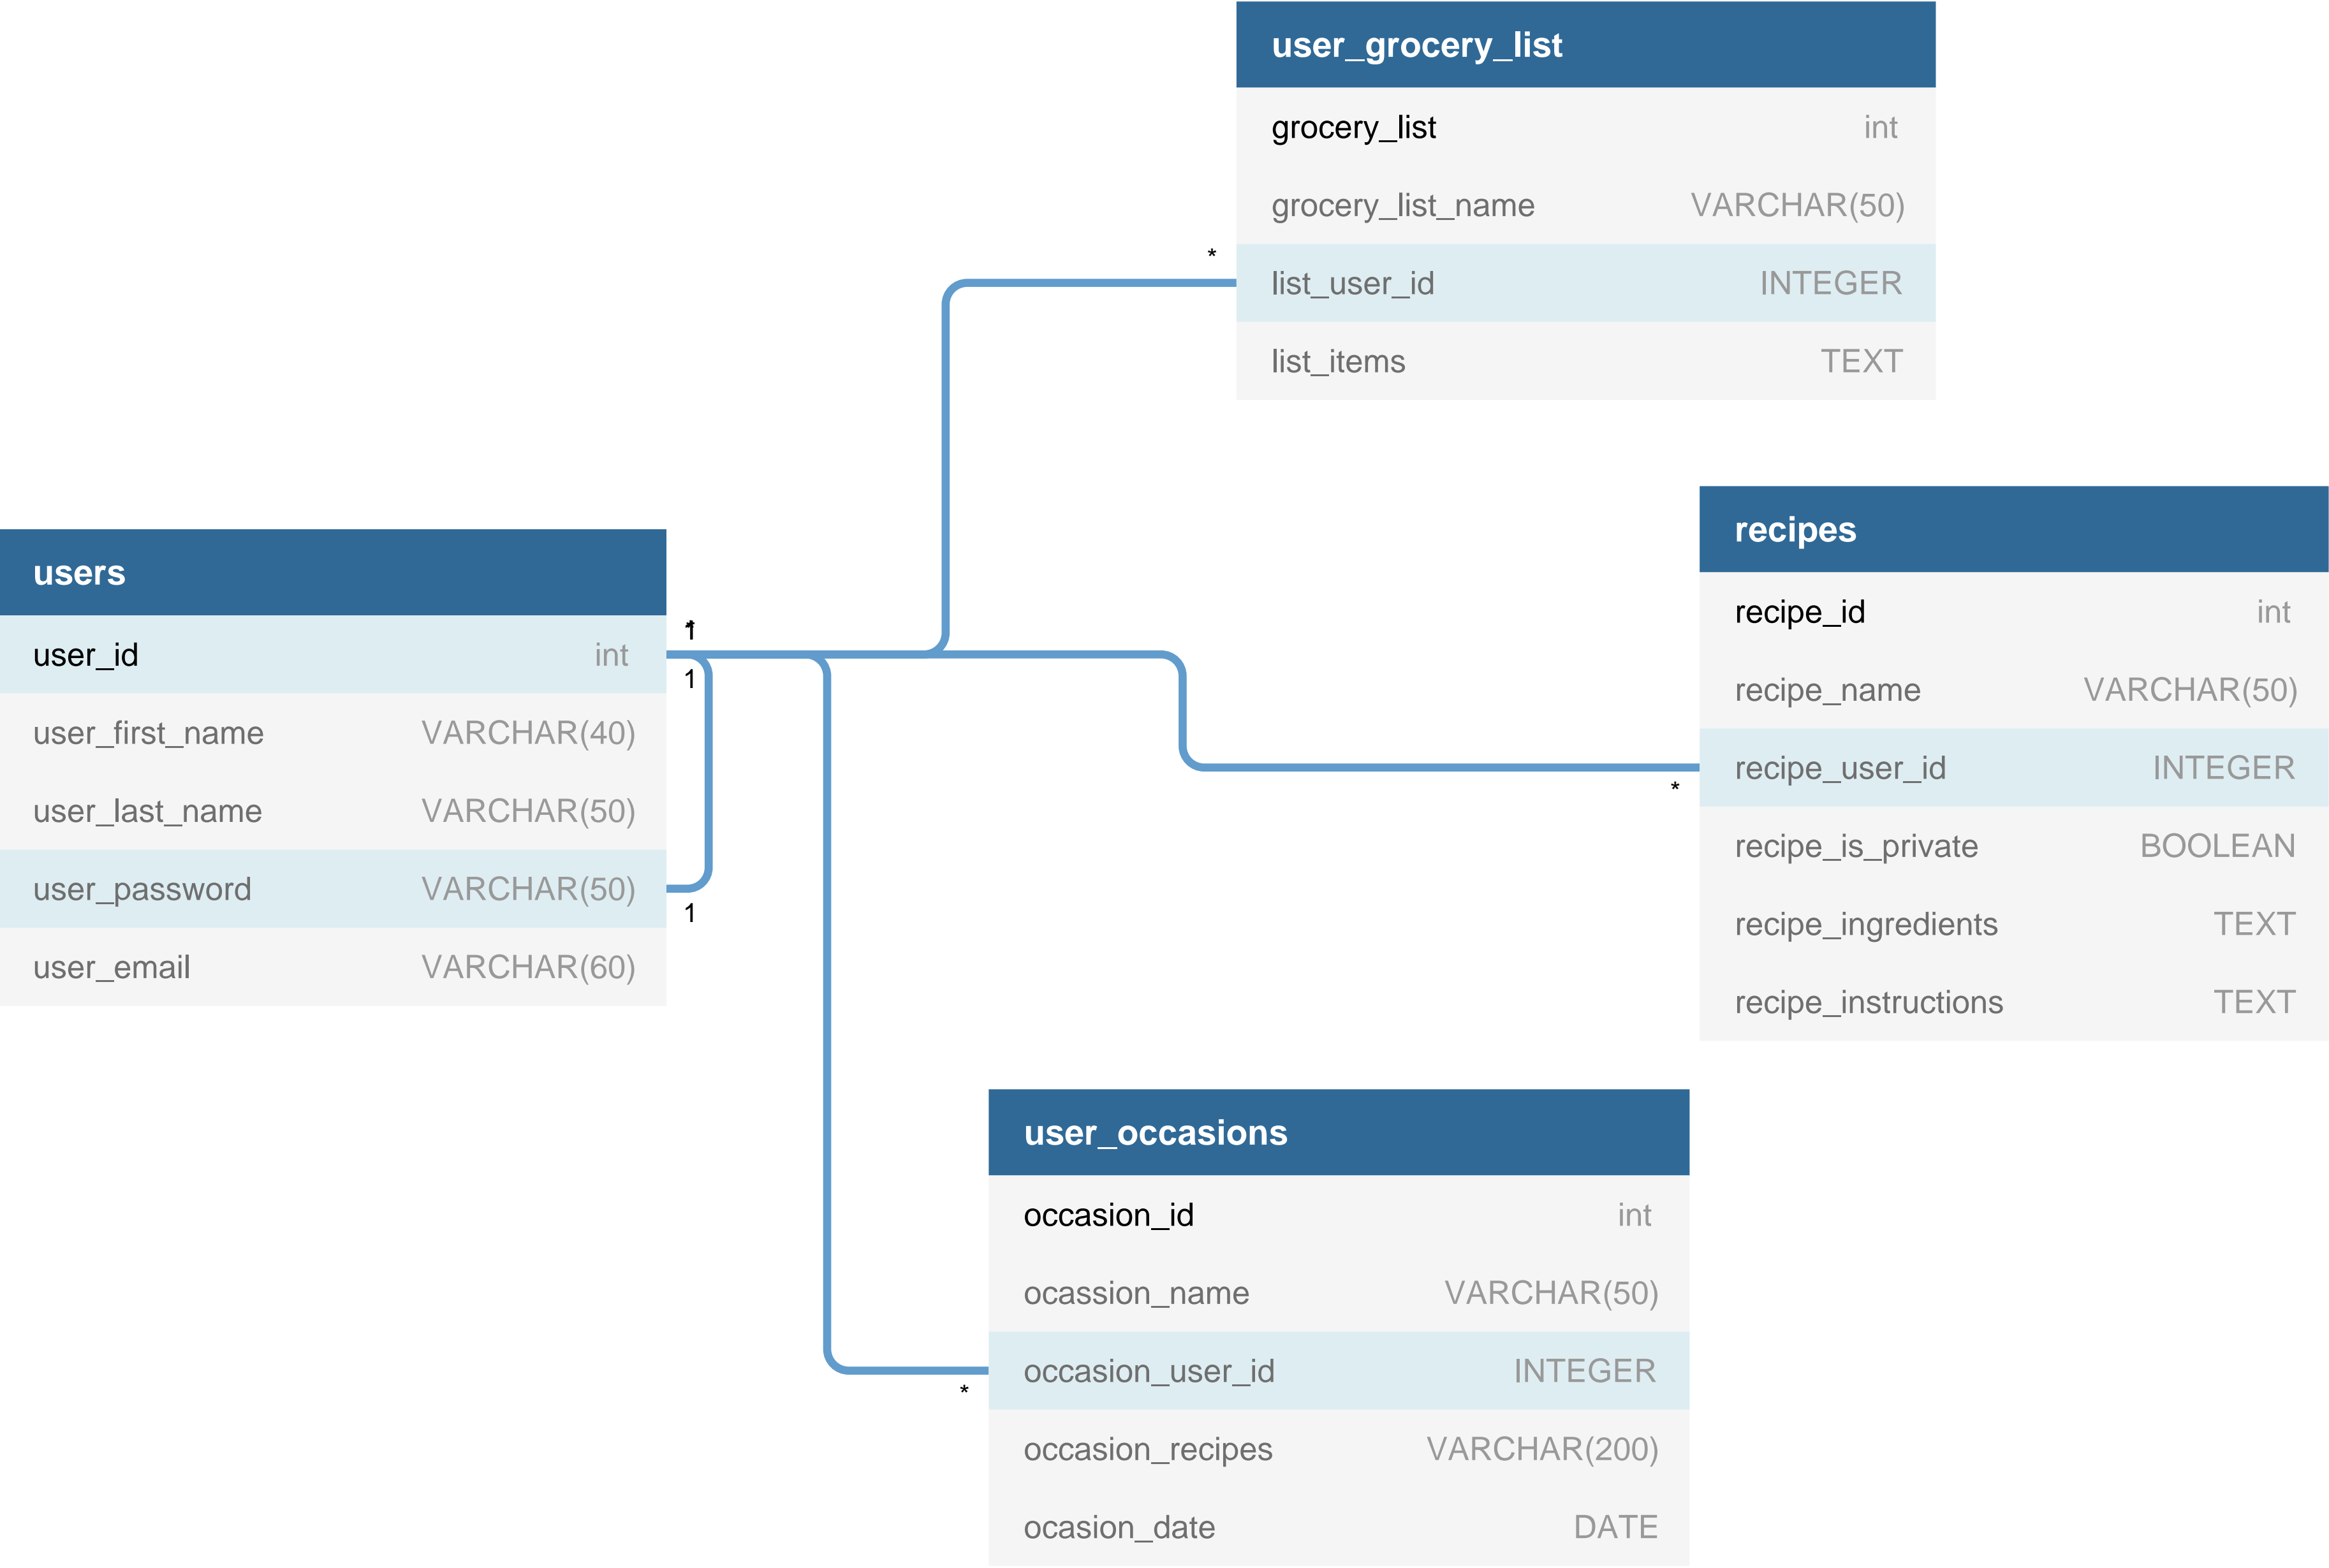 user_grocery_list
grocery_list int
grocery_list_name VARCHAR(50)
*
list_user_id INTEGER
list_items TEXT
recipes
recipe_id int
recipe_name VARCHAR(50)
recipe_user_id INTEGER
*
recipe_is_private BOOLEAN
recipe_ingredients TEXT
recipe_instructions TEXT
users
1
user_id int
1
user_first_name VARCHAR(40)
user_last_name VARCHAR(50)
user_password VARCHAR(50)
1
user_email VARCHAR(60)
user_occasions
occasion_id int
ocassion_name VARCHAR(50)
occasion_user_id INTEGER
*
occasion_recipes VARCHAR(200)
ocasion_date DATE